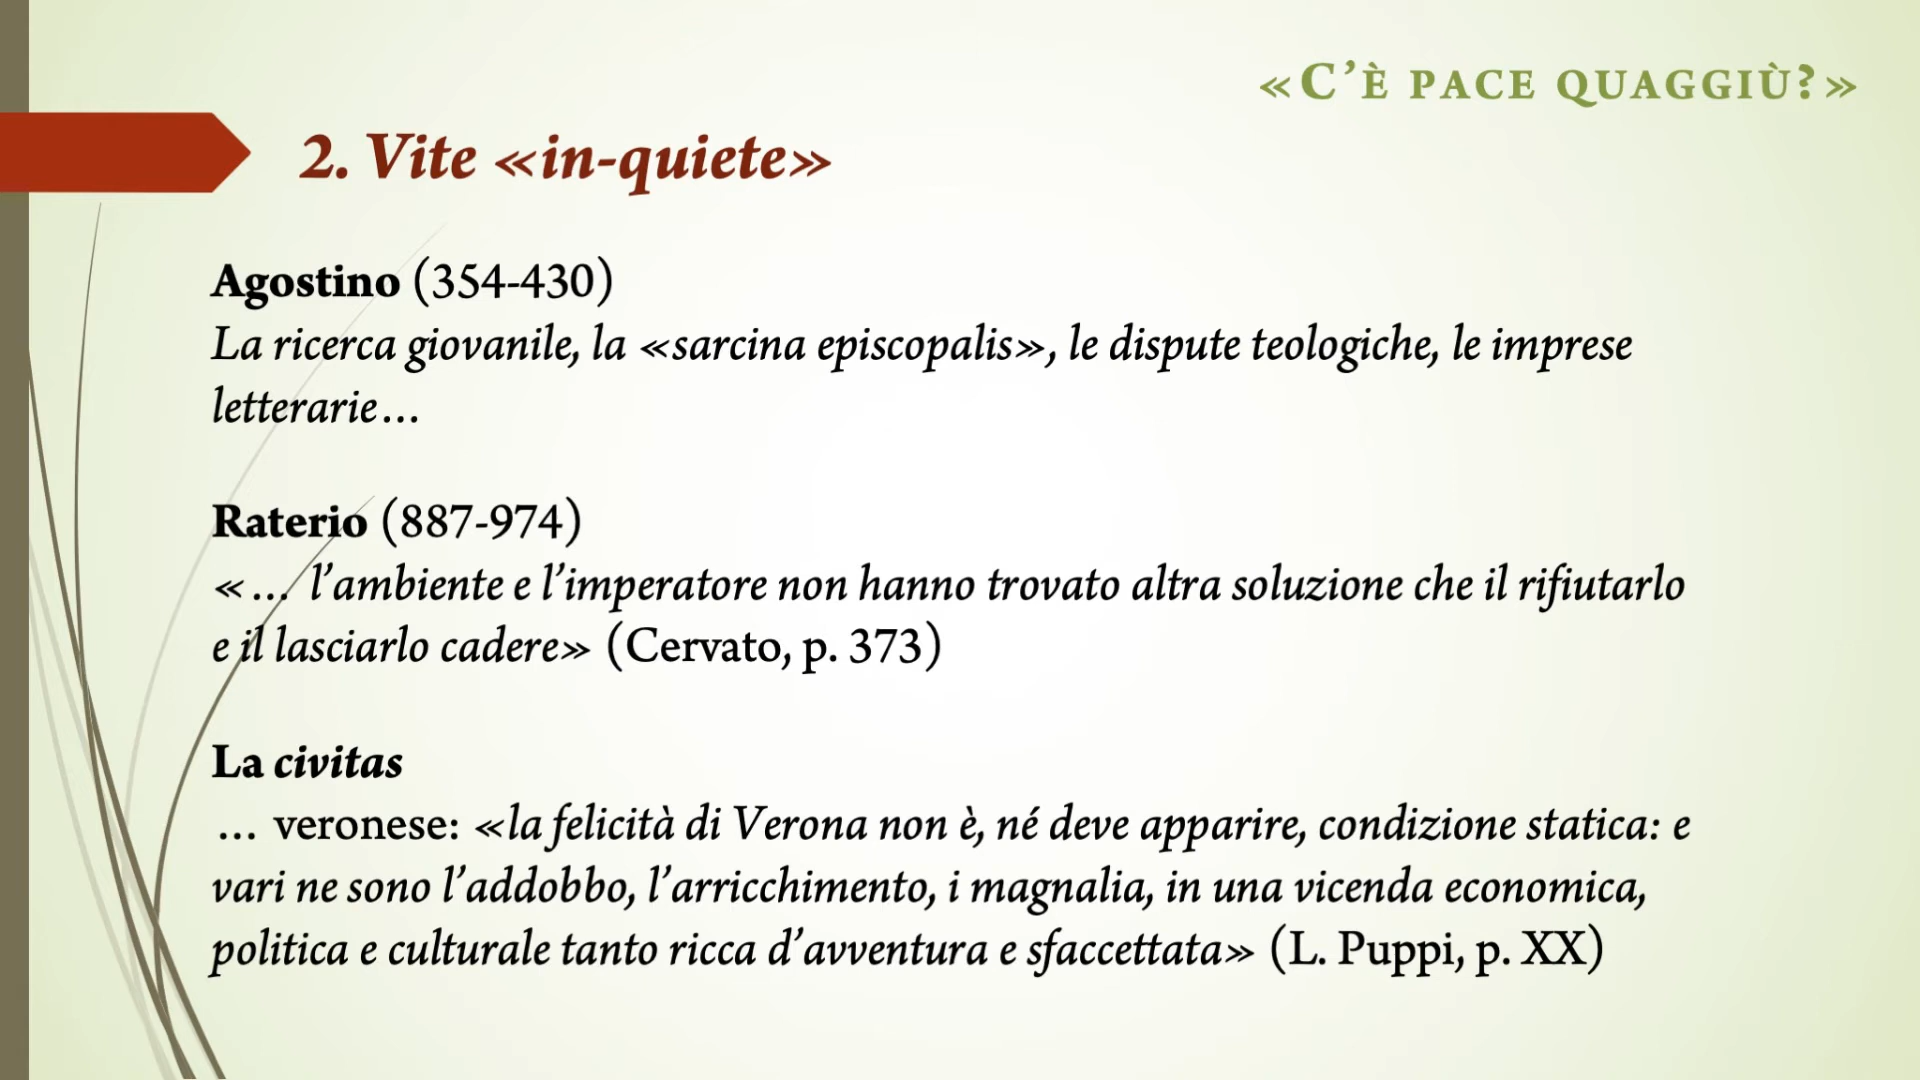 «C’È PACE QUAGGIÙ?»
2. Vite «in-quiete»
Agostino (354-430)
La ricerca giovanile, la «sarcina episcopalis», le dispute teologiche, le imprese
letterarie…
Raterio (887-974)
«… l’ambiente e l’imperatore non hanno trovato altra soluzione che il rifiutarlo
e il lasciarlo cadere» (Cervato, p. 373)
La civitas
… veronese: «la felicità di Verona non è, né deve apparire, condizione statica: e
vari ne sono l’addobbo, l’arricchimento, i magnalia, in una vicenda economica,
politica e culturale tanto ricca d’avventura e sfaccettata» (L. Puppi, p. XX)